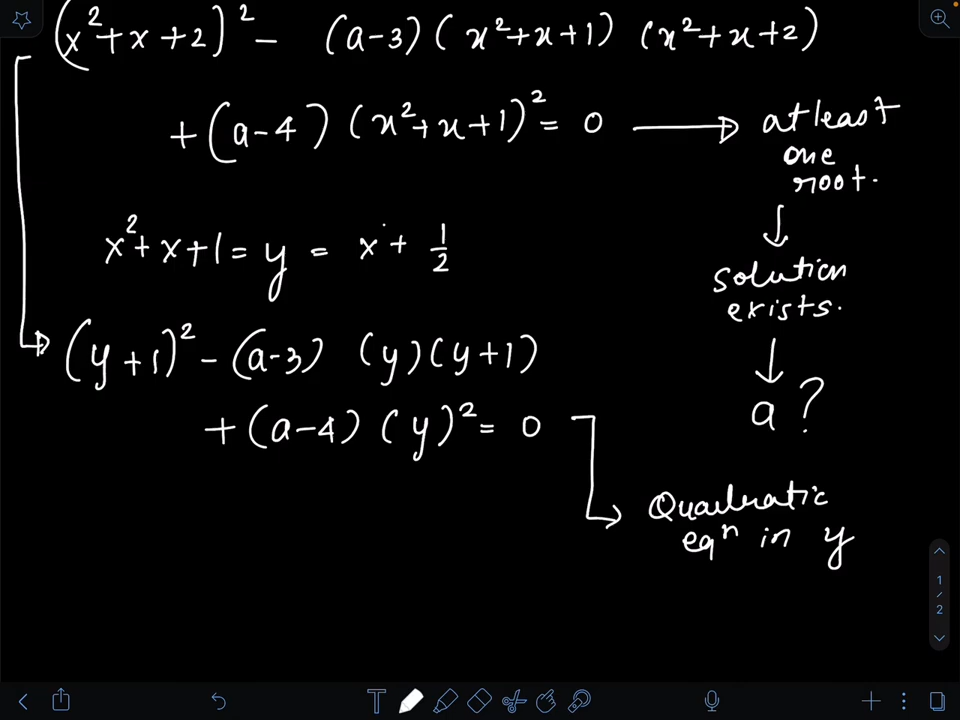 (x²+x+2)² - (a-3)(x²+x+1)(x²+x+2)
+(a-4)(x²+x+1)² = 0 → atleast
one
root.
x²+x+1 = y = x + 1/2
solution
exists.
(y+1)² - (a-3)(y)(y+1)
a?
+(a-4)(y)² = 0
Quadratic
eqⁿ in y
1
/
2
T